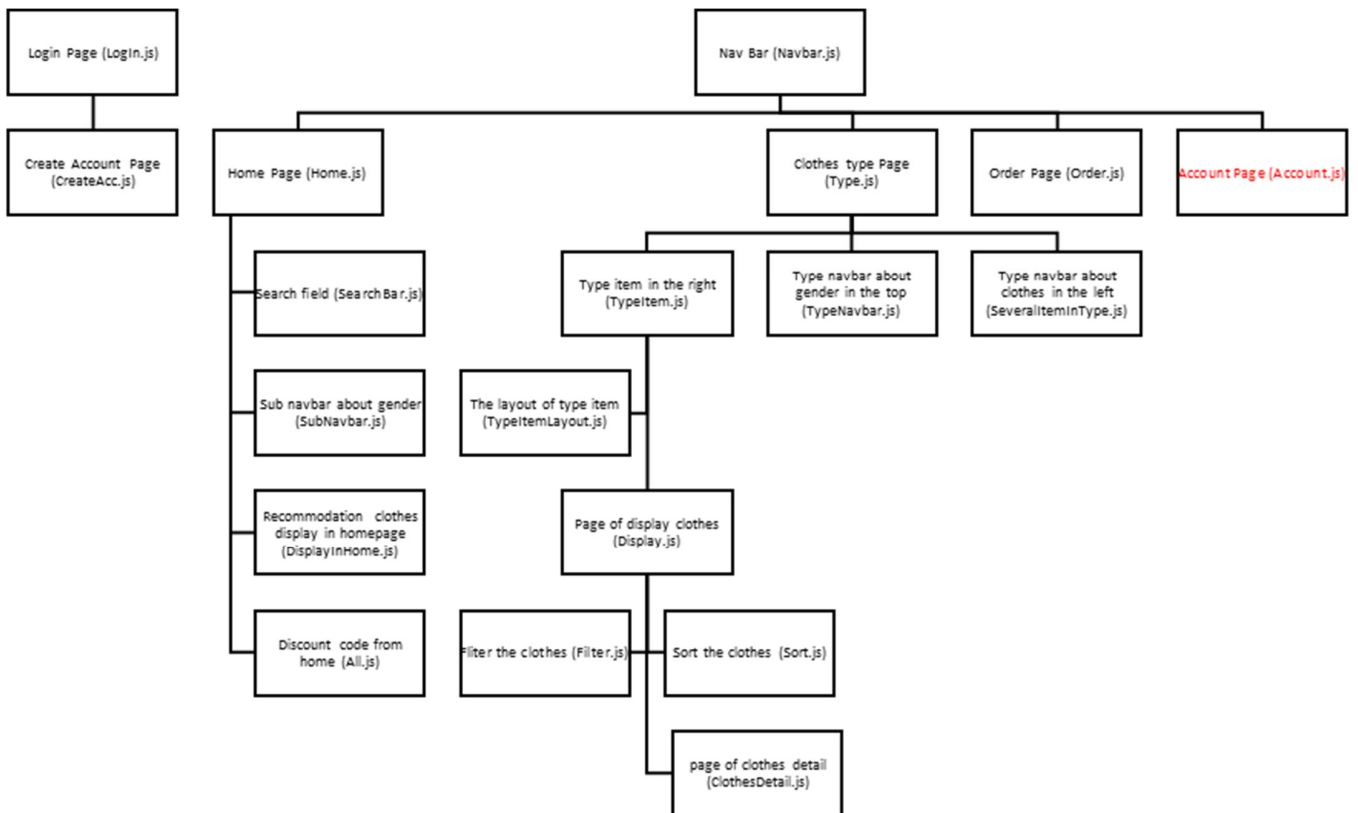 Login Page (LogIn.js)
Nav Bar (Navbar.js)
Create Account Page
(CreateAcc.js)
Home Page (Home.js)
Clothes type Page
(Type.js)
Order Page (Order.js)
Account Page (Account.js)
Search field (SearchBar.js)
Type item in the right
(TypeItem.js)
Type navbar about
gender in the top
(TypeNavbar.js)
Type navbar about
clothes in the left
(SeveralItemInType.js)
Sub navbar about gender
(SubNavbar.js)
The layout of type item
(TypeItemLayout.js)
Recommodation clothes
display in homepage
(DisplayInHome.js)
Page of display clothes
(Display.js)
Discount code from
home (All.js)
Fliter the clothes (Filter.js)
Sort the clothes (Sort.js)
page of clothes detail
(ClothesDetail.js)